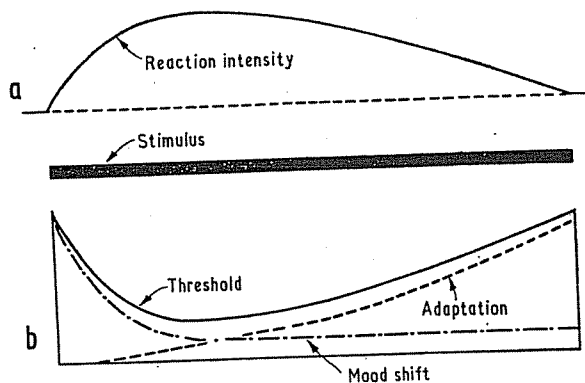 Reaction intensity
a
Stimulus
Threshold
Adaptation
b
Mood shift